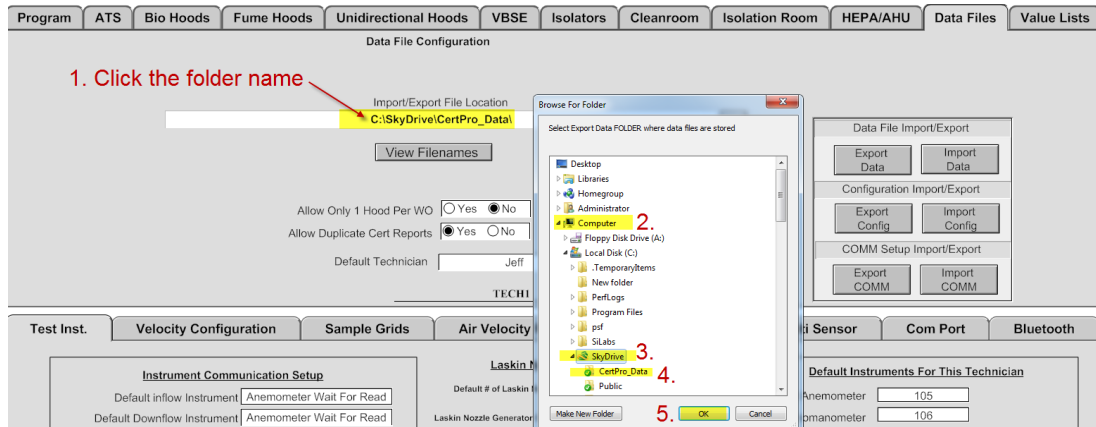 Program ATS Bio Hoods Fume Hoods Unidirectional Hoods VBSE Isolators Cleanroom Isolation Room HEPA/AHU Data Files Value Lists
Data File Configuration
1. Click the folder name
Import/Export File Location
C:\SkyDrive\CertPro_Data\
View Filenames
Allow Only 1 Hood Per WO Yes No
Allow Duplicate Cert Reports Yes No
Default Technician Jeff
TECH1
Browse For Folder
Select Export Data FOLDER where data files are stored
Desktop
Libraries
Homegroup
Administrator
Computer 2.
Floppy Disk Drive (A:)
Local Disk (C:)
.TemporaryItems
New folder
PerfLogs
Program Files
psf
SiLabs
SkyDrive 3.
CertPro_Data 4.
Public
Make New Folder 5. OK Cancel
Data File Import/Export
Export Data Import Data
Configuration Import/Export
Export Config Import Config
COMM Setup Import/Export
Export COMM Import COMM
Test Inst. Velocity Configuration Sample Grids Air Velocity Sensor Com Port Bluetooth
Instrument Communication Setup
Default inflow Instrument Anemometer Wait For Read
Default Downflow Instrument Anemometer Wait For Read
Laskin
Default # of Laskin
Laskin Nozzle Generator
Default Instruments For This Technician
Anemometer 105
106